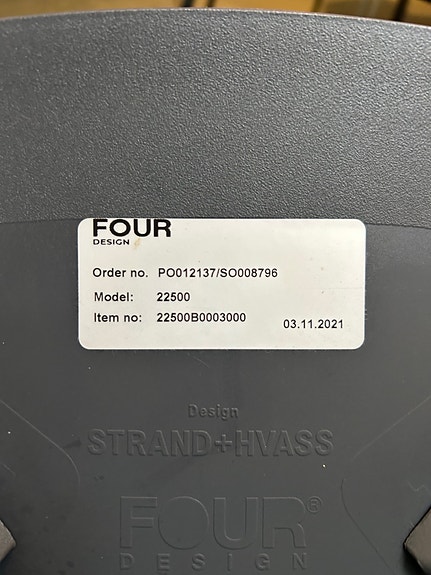 FOUR
DESIGN
Order no. PO012137/SO008796
Model: 22500
Item no: 22500B0003000
03.11.2021
Design
STRAND+HVASS
FOUR®
DESIGN